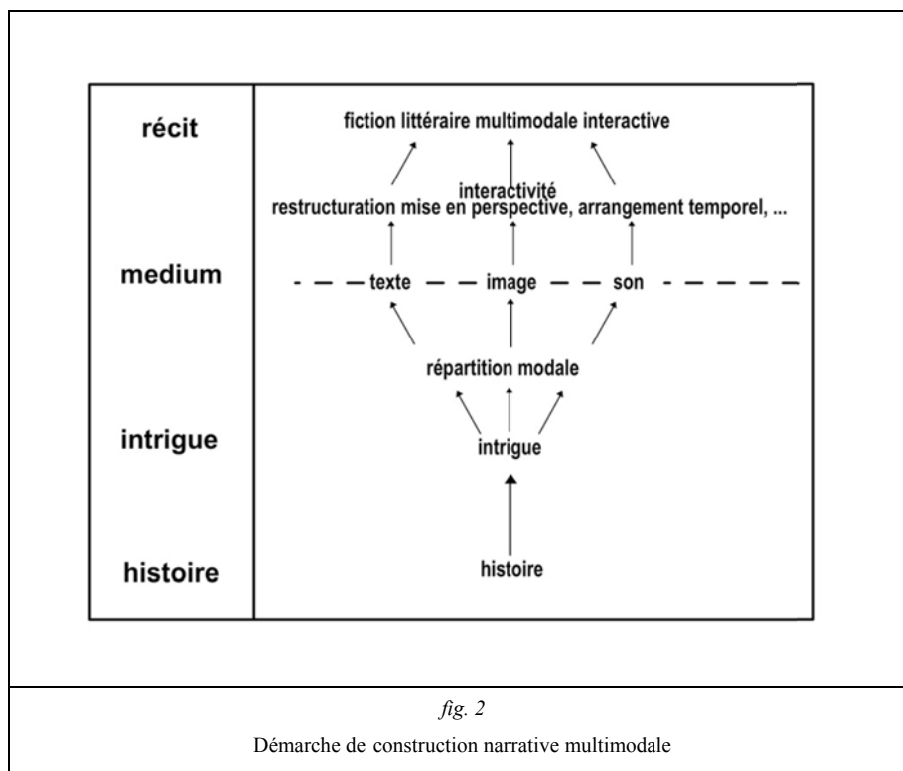 récit
fiction littéraire multimodale interactive
interactivité
restructuration mise en perspective, arrangement temporel, ...
medium
texte image son
répartition modale
intrigue
intrigue
histoire
histoire
fig. 2
Démarche de construction narrative multimodale